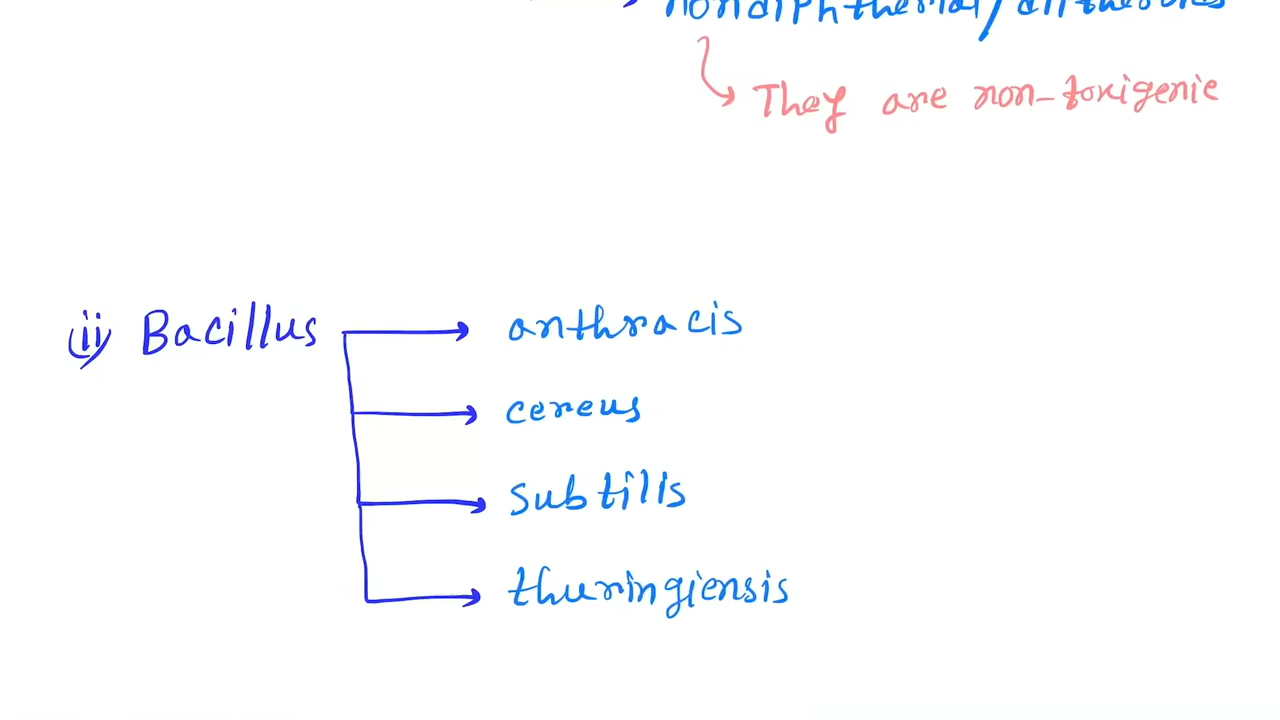 They are non-toxigenic
(ii) Bacillus
anthracis
cereus
subtilis
thuringiensis